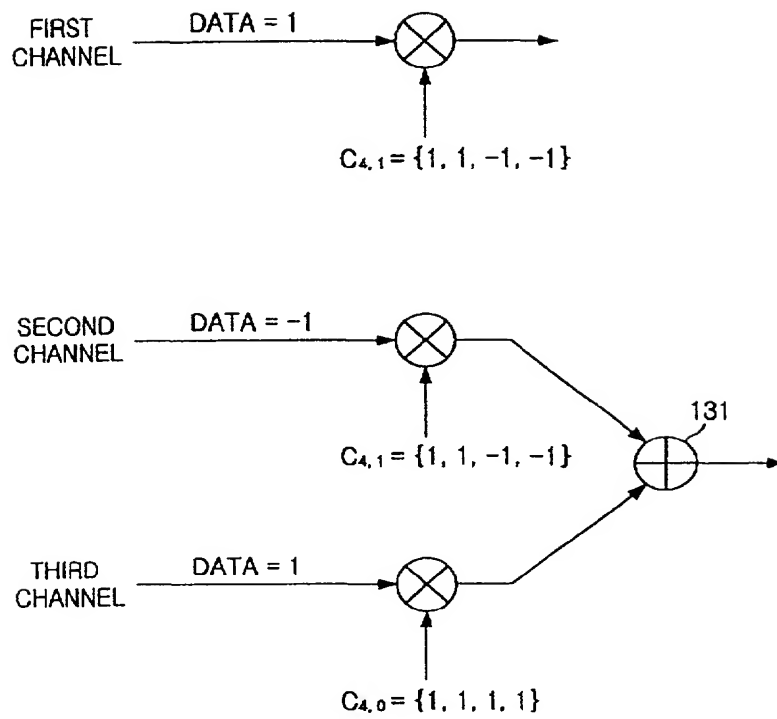 FIRST
CHANNEL
DATA = 1
C4,1 = {1, 1, -1, -1}
SECOND
CHANNEL
DATA = -1
131
C4,1 = {1, 1, -1, -1}
THIRD
CHANNEL
DATA = 1
C4,0 = {1, 1, 1, 1}